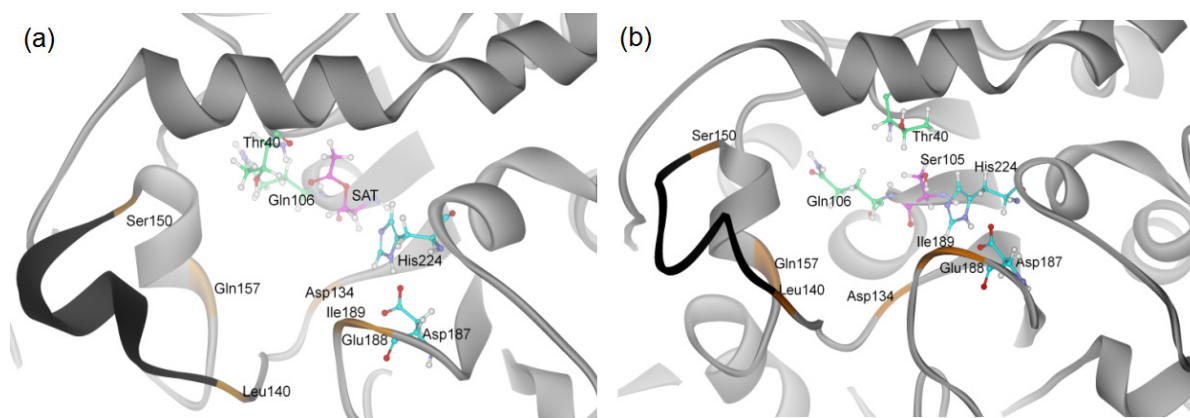 (a)
Thr40
Gln106
SAT
Ser150
His224
Gln157
Asp134
Ile189
Glu188
Asp187
Leu140
(b)
Ser150
Thr40
Ser105
His224
Gln106
Ile189
Gln157
Glu188
Asp187
Leu140
Asp134